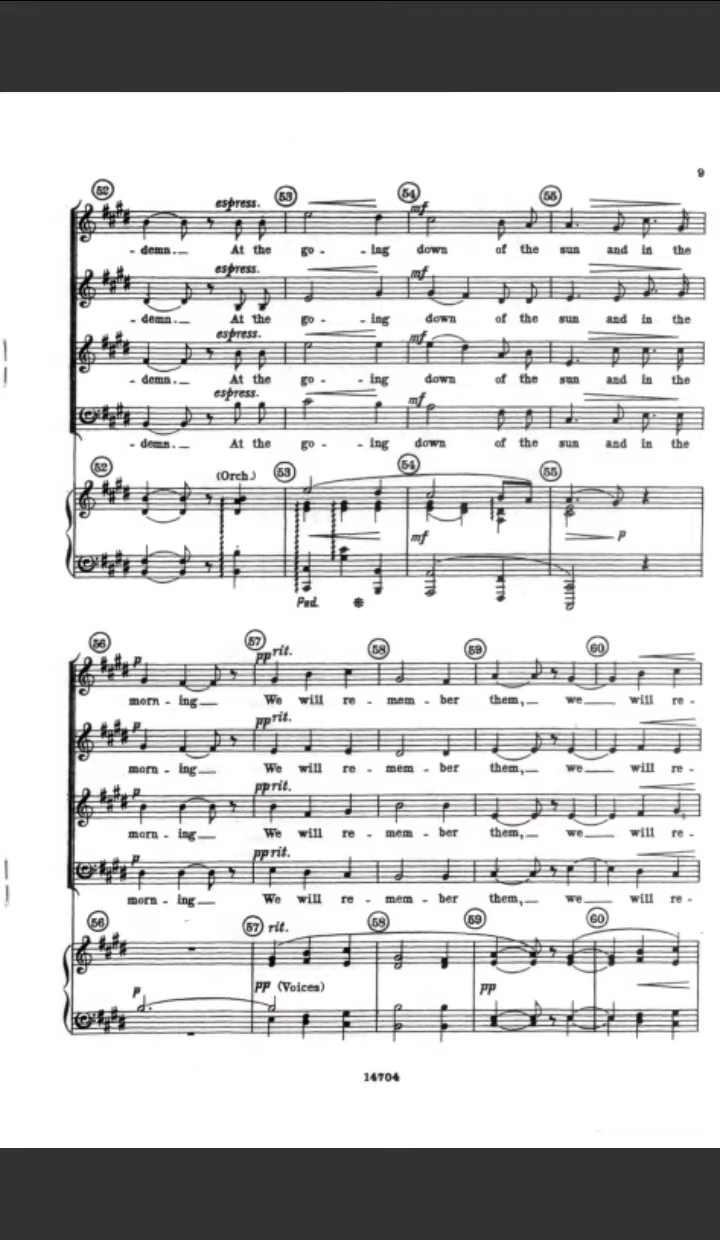 9
52 espress. 53 54 mf 55
- demn. At the go - - ing down of the sun and in the
espress. mf
- demn. At the go - - ing down of the sun and in the
espress. mf
- demn. At the go - - ing down of the sun and in the
espress. mf
- demn. At the go - - ing down of the sun and in the
52 (Orch.) 53 54 55
mf p
Ped. *
56 p 57 pp rit. 58 59 60
morn - ing We will re - mem - ber them, we will re -
p pp rit.
morn - ing We will re - mem - ber them, we will re -
p pp rit.
morn - ing We will re - mem - ber them, we will re -
p pp rit.
morn - ing We will re - mem - ber them, we will re -
56 57 rit. 58 59 60
p pp (Voices) pp
14704